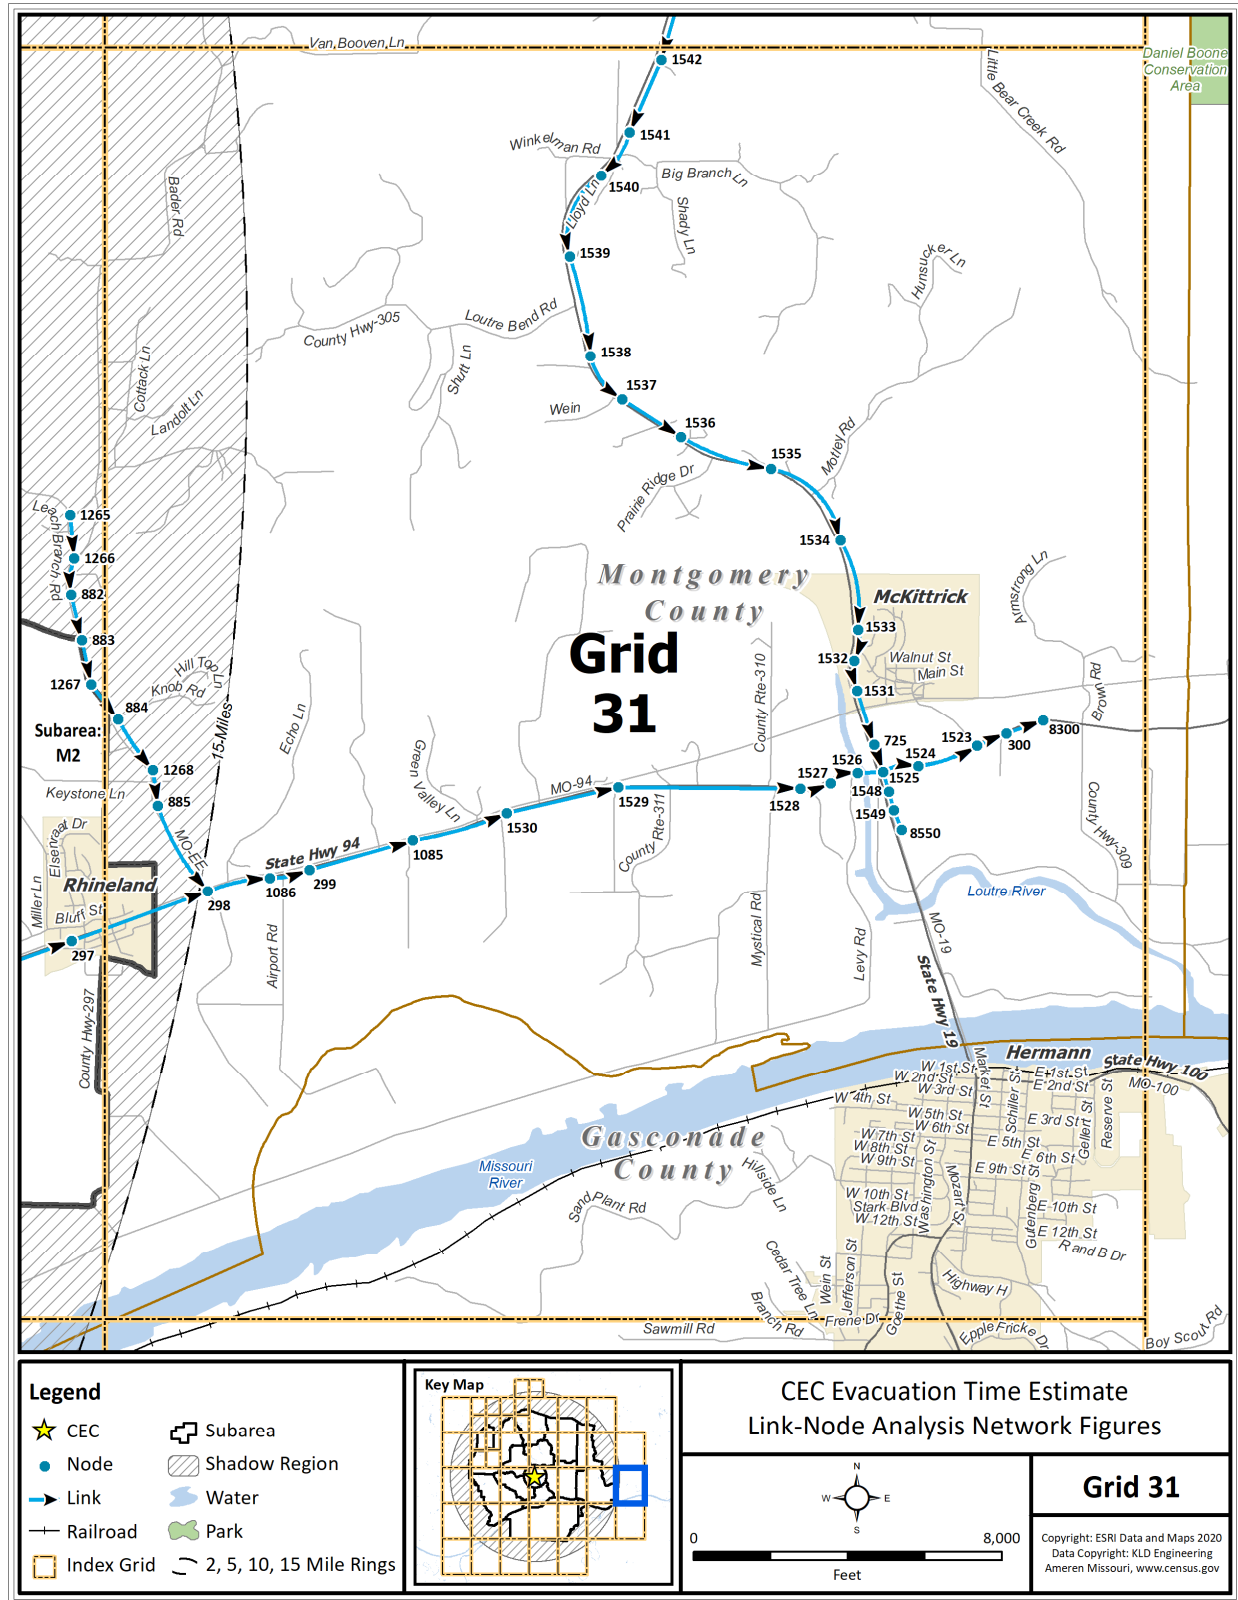 Van Booven Ln
1542
Little Bear Creek Rd
Daniel Boone
Conservation
Area
1541
Winkelman Rd
Big Branch Ln
1540
Lloyd Ln
Bader Rd
Shady Ln
1539
Hunsucker Ln
Loutre Bend Rd
County Hwy-305
1538
Shutt Ln
Cottack Ln
1537
Landolt Ln
Wein
1536
Motley Rd
1535
Prairie Ridge Dr
Leach Branch Rd
1265
1534
1266
Armstrong Ln
Montgomery
County
882
McKittrick
1533
883
Grid
31
1532
Walnut St
Main St
County Rte-310
Hill Top Ln
Knob Rd
1267
1531
Brown Rd
884
Echo Ln
15-Miles
Subarea:
M2
725
1523
300
8300
1524
1526
Green Valley Ln
1268
1527
1525
MO-94
1529
1528
1548
Keystone Ln
885
1530
1549
County Rte-311
8550
County Hwy-309
Elsenraat Dr
MO-EE
State Hwy 94
1085
Rhineland
1086
299
298
Loutre River
Miller Ln
Bluff St
297
Airport Rd
Mystical Rd
Levy Rd
MO-19
State Hwy 19
County Hwy-297
Hermann
State Hwy 100
MO-100
W 1st St
W 2nd St
W 3rd St
W 4th St
Market St
E 1st St
E 2nd St
Schiller St
E 3rd St
Gellert St
Reserve St
W 5th St
W 6th St
W 7th St
W 8th St
W 9th St
E 5th St
E 6th St
E 9th St
Gasconade
County
Missouri
River
Hillside Ln
Sand Plant Rd
Washington St
Mozart St
Gutenberg St
W 10th St
Stark Blvd
W 12th St
E 10th St
E 12th St
R and B Dr
Cedar Tree Ln
Wein St
Jefferson St
Goethe St
Highway H
Branch Rd
Frene Dr
Sawmill Rd
Epple Fricke Dr
Boy Scout Rd
Legend
CEC
Subarea
Node
Shadow Region
Link
Water
Railroad
Park
Index Grid
2, 5, 10, 15 Mile Rings
Key Map
CEC Evacuation Time Estimate
Link-Node Analysis Network Figures
N
W
E
S
0
8,000
Feet
Grid 31
Copyright: ESRI Data and Maps 2020
Data Copyright: KLD Engineering
Ameren Missouri, www.census.gov